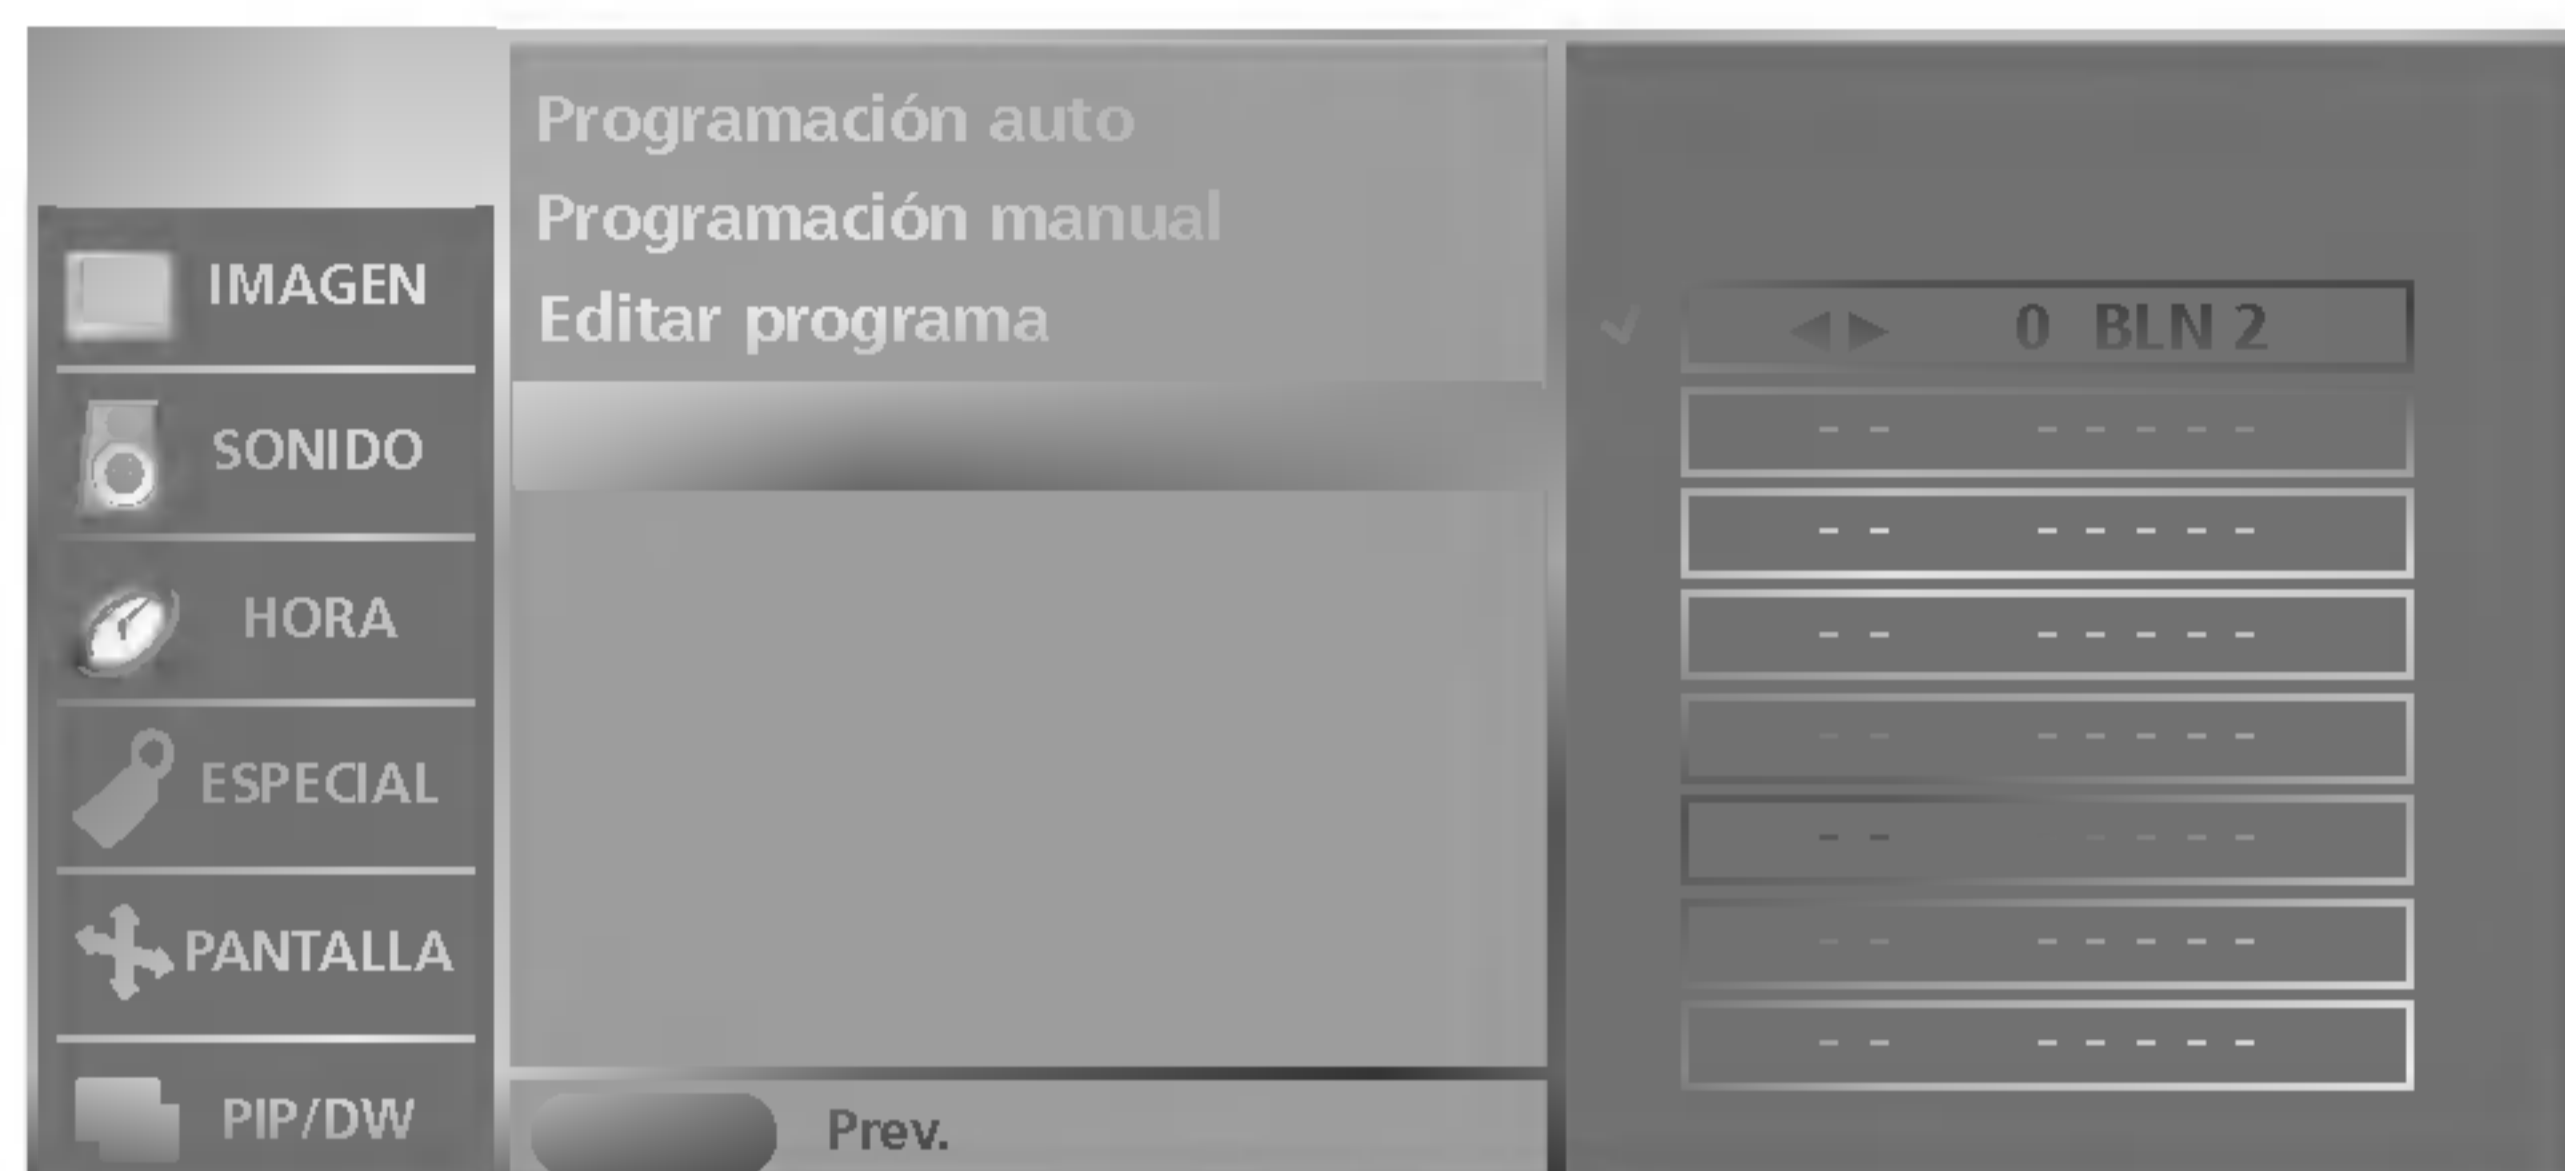 Programación auto
Programación manual
Editar programa
IMAGEN
SONIDO
HORA
ESPECIAL
PANTALLA
PIP/DW
Prev.
◀▶ 0 BLN 2
- - - - - - -
- - - - - - -
- - - - - - -
- - - - - - -
- - - - - -
- - - - - - -
- - - - - - -